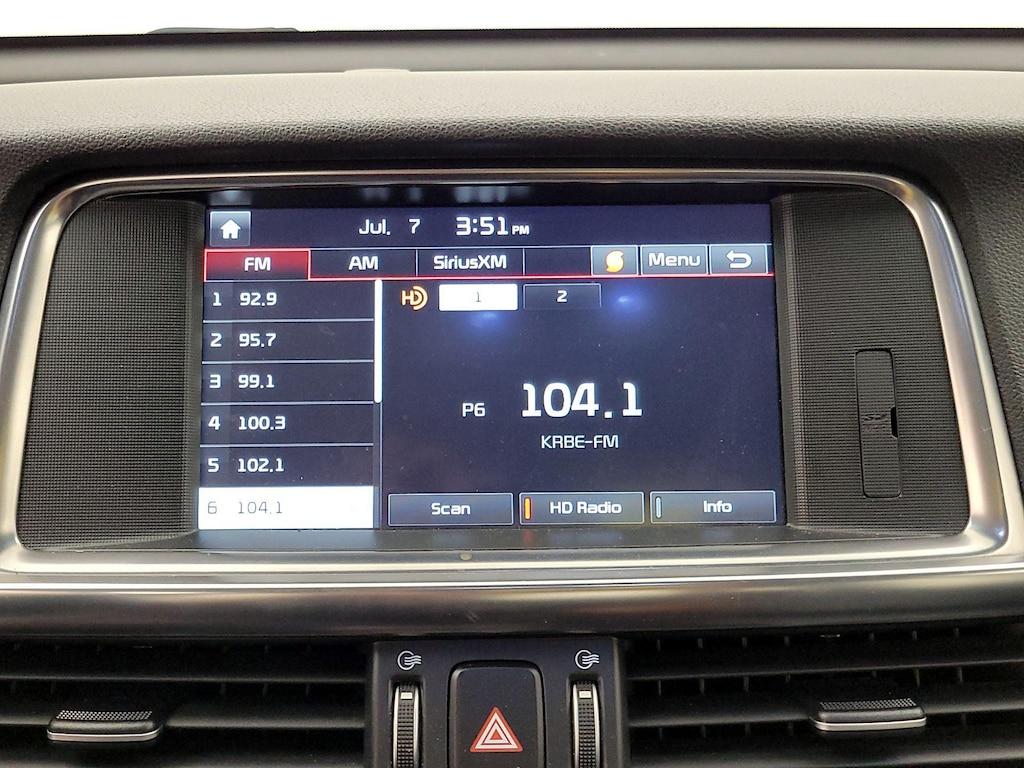 Jul. 7 3:51 PM
FM AM SiriusXM Menu
1 92.9
2 95.7
3 99.1
4 100.3
5 102.1
6 104.1
HD 1 2
P6 104.1
KRBE-FM
Scan HD Radio Info